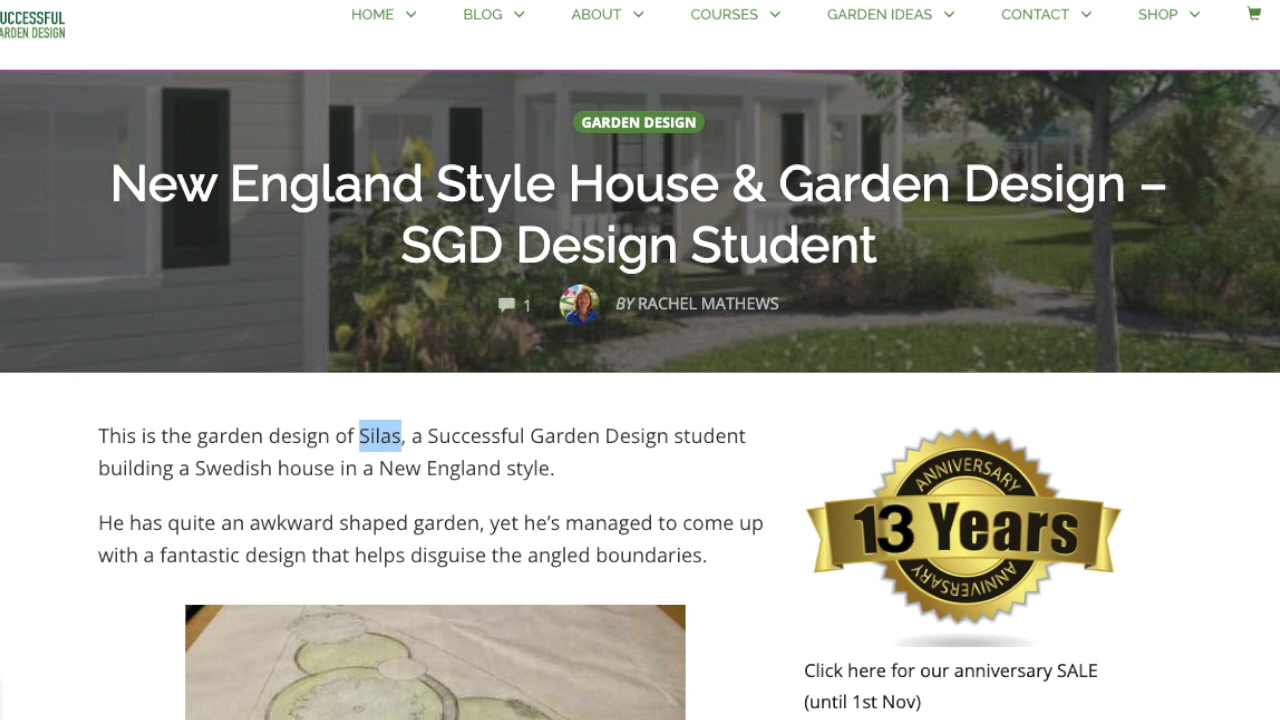 UCCESSFUL
ARDEN DESIGN
HOME
BLOG
ABOUT
COURSES
GARDEN IDEAS
CONTACT
SHOP
GARDEN DESIGN
New England Style House & Garden Design –
SGD Design Student
1
BY RACHEL MATHEWS
This is the garden design of Silas, a Successful Garden Design student
building a Swedish house in a New England style.
He has quite an awkward shaped garden, yet he’s managed to come up
with a fantastic design that helps disguise the angled boundaries.
ANNIVERSARY
13 Years
ANNIVERSARY
Click here for our anniversary SALE
(until 1st Nov)